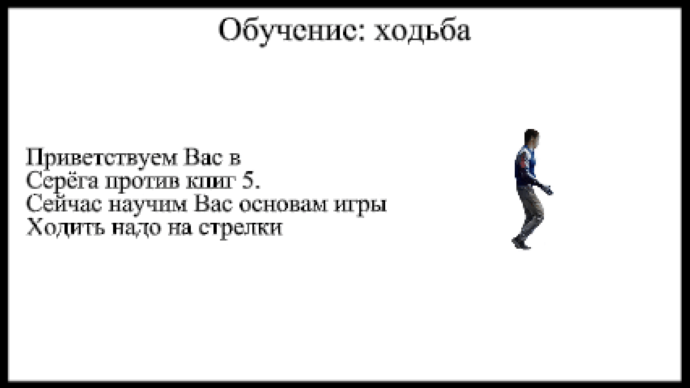 Обучение: ходьба
Приветствуем Вас в
Серёга против книг 5.
Сейчас научим Вас основам игры
Ходить надо на стрелки